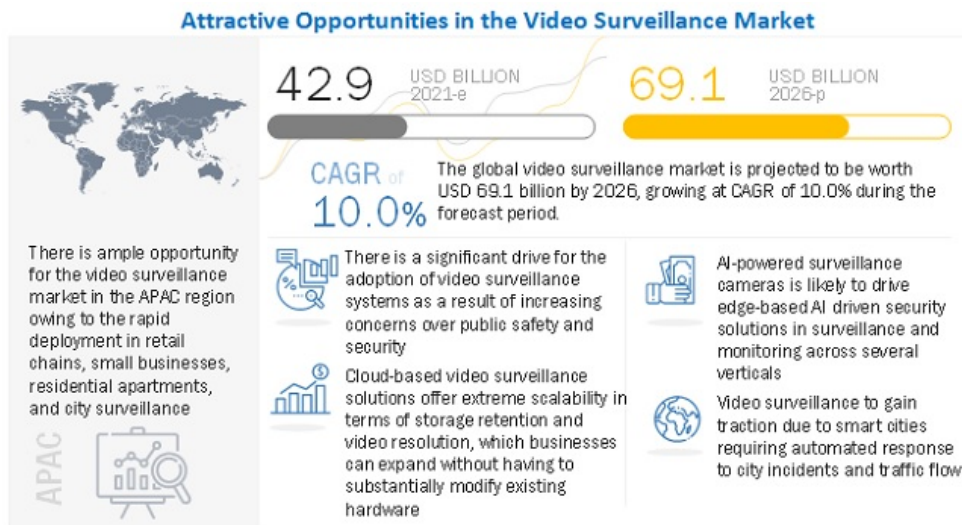 Attractive Opportunities in the Video Surveillance Market
42.9
USD BILLION
2021-e
69.1
USD BILLION
2026-p
CAGR of
10.0%
The global video surveillance market is projected to be worth
USD 69.1 billion by 2026, growing at CAGR of 10.0% during the
forecast period.
There is ample opportunity
for the video surveillance
market in the APAC region
owing to the rapid
deployment in retail
chains, small businesses,
residential apartments,
and city surveillance
APAC
There is a significant drive for the
adoption of video surveillance
systems as a result of increasing
concerns over public safety and
security
Cloud-based video surveillance
solutions offer extreme scalability in
terms of storage retention and
video resolution, which businesses
can expand without having to
substantially modify existing
hardware
AI-powered surveillance
cameras is likely to drive
edge-based AI driven security
solutions in surveillance and
monitoring across several
verticals
Video surveillance to gain
traction due to smart cities
requiring automated response
to city incidents and traffic flow